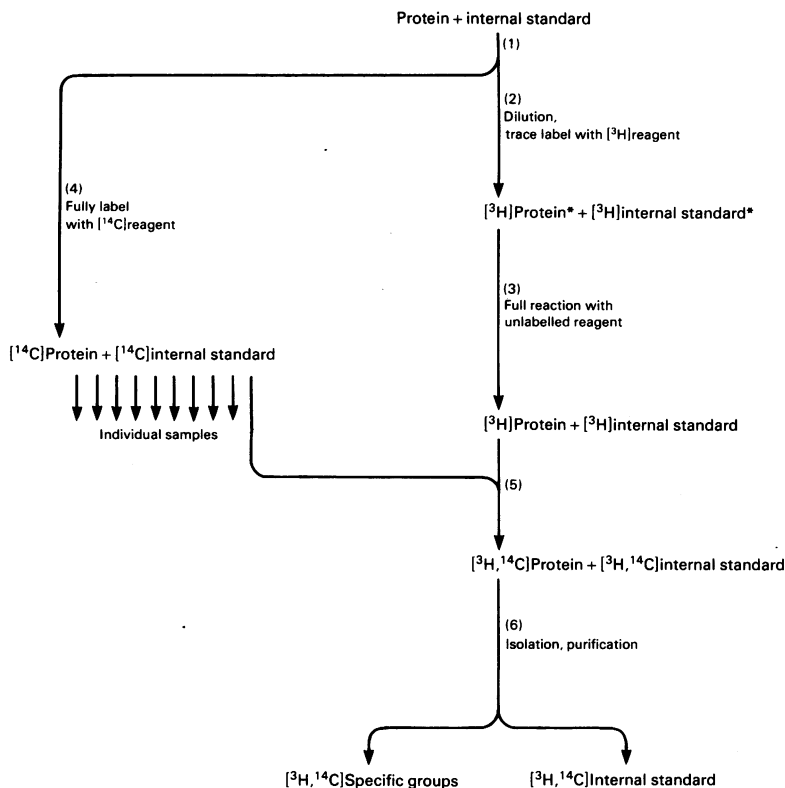 Protein + internal standard
(1)
(2)
Dilution,
trace label with [³H]reagent
(4)
Fully label
with [¹⁴C]reagent
[³H]Protein* + [³H]internal standard*
(3)
Full reaction with
unlabelled reagent
[¹⁴C]Protein + [¹⁴C]internal standard
Individual samples
[³H]Protein + [³H]internal standard
(5)
[³H,¹⁴C]Protein + [³H,¹⁴C]internal standard
(6)
Isolation, purification
[³H,¹⁴C]Specific groups
[³H,¹⁴C]Internal standard